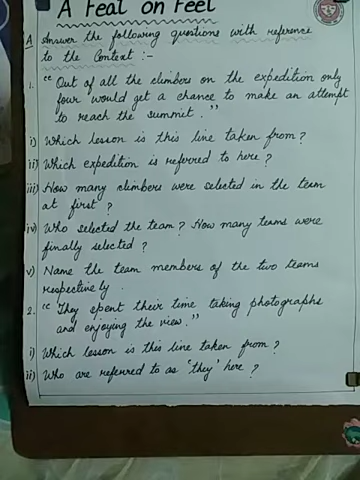 A Feat on Feet
A Answer the following questions with reference
to the Context :-
1. "Out of all the climbers on the expedition only
four would get a chance to make an attempt
to reach the summit."
i) Which lesson is this line taken from?
ii) Which expedition is referred to here?
iii) How many climbers were selected in the team
at first?
iv) Who selected the team? How many teams were
finally selected?
v) Name the team members of the two teams
respectively.
2. "They spent their time taking photographs
and enjoying the view."
i) Which lesson is this line taken from?
ii) Who are referred to as 'they' here?